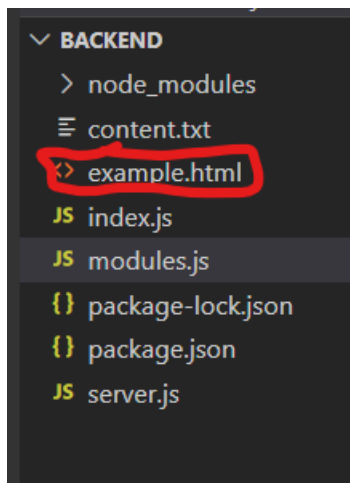 BACKEND
node_modules
content.txt
<> example.html
JS index.js
JS modules.js
{} package-lock.json
{} package.json
JS server.js